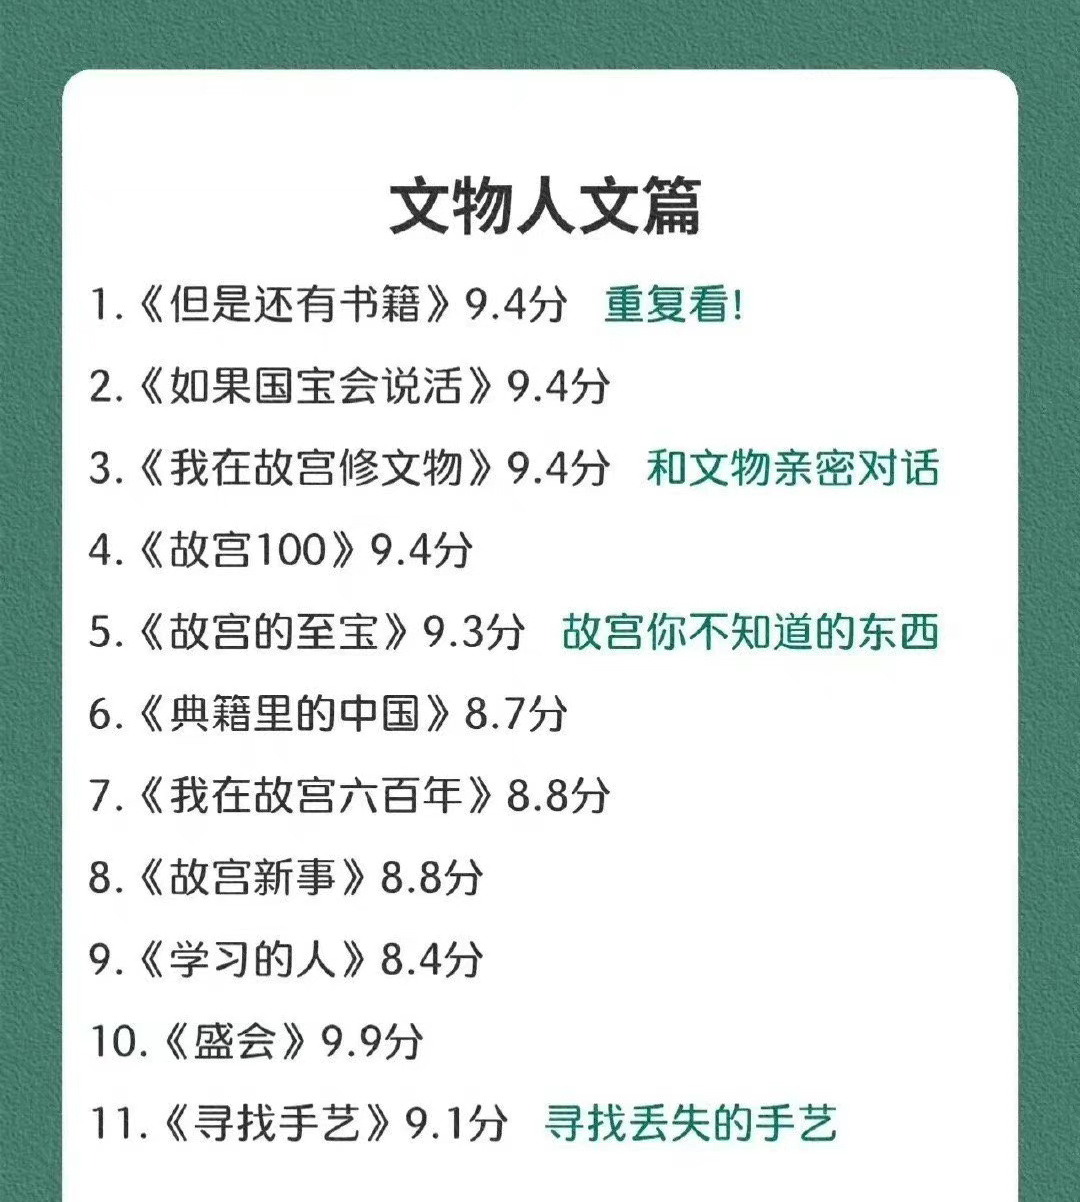 文物人文篇
1.《但是还有书籍》9.4分 重复看!
2.《如果国宝会说活》9.4分
3.《我在故宫修文物》9.4分 和文物亲密对话
4.《故宫100》9.4分
5.《故宫的至宝》9.3分 故宫你不知道的东西
6.《典籍里的中国》8.7分
7.《我在故宫六百年》8.8分
8.《故宫新事》8.8分
9.《学习的人》8.4分
10.《盛会》9.9分
11.《寻找手艺》9.1分 寻找丢失的手艺